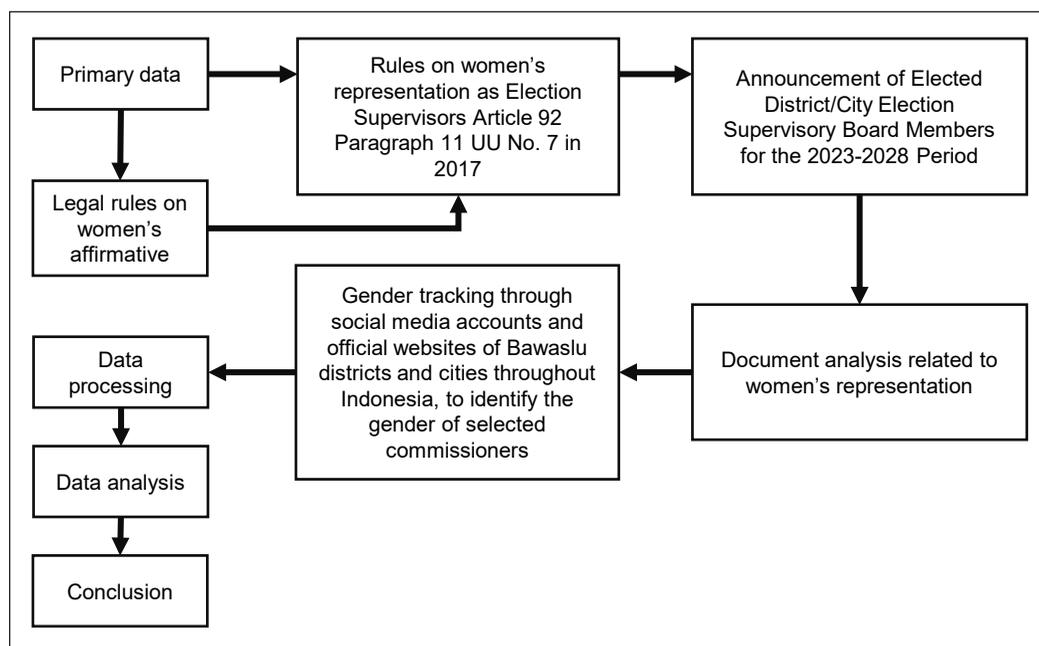 Primary data
Rules on women's
representation as Election
Supervisors Article 92
Paragraph 11 UU No. 7 in
2017
Announcement of Elected
District/City Election
Supervisory Board Members
for the 2023-2028 Period
Legal rules on
women's
affirmative
Gender tracking through
social media accounts and
official websites of Bawaslu
districts and cities throughout
Indonesia, to identify the
gender of selected
commissioners
Document analysis related to
women's representation
Data
processing
Data analysis
Conclusion